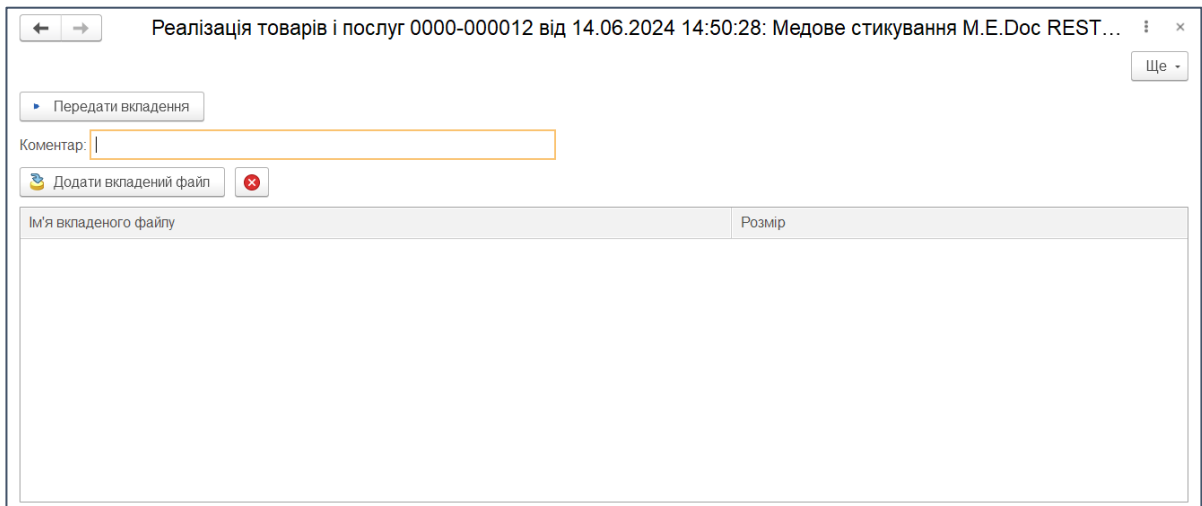 Реалізація товарів і послуг 0000-000012 від 14.06.2024 14:50:28: Медове стикування M.E.Doc REST...
Ще
Передати вкладення
Коментар:
Додати вкладений файл
Ім'я вкладеного файлу Розмір